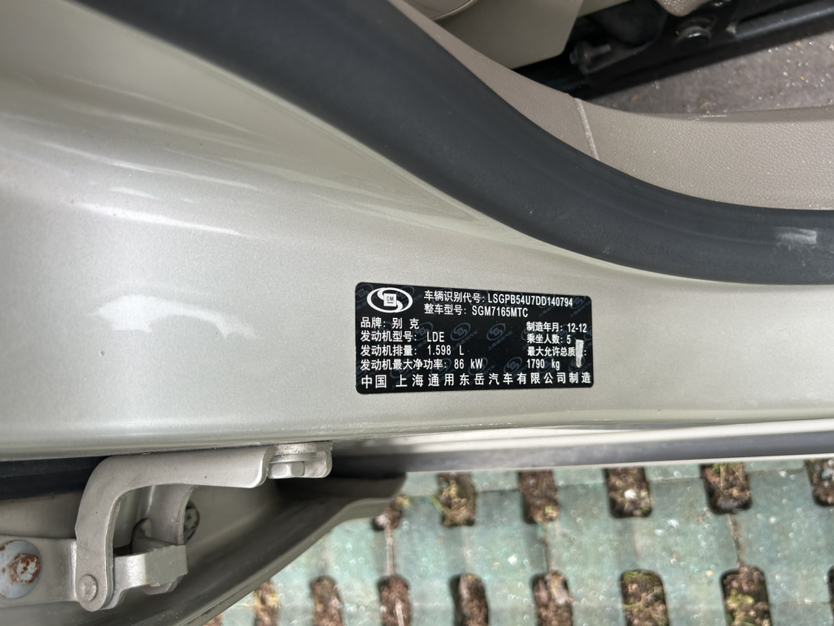 GM
车辆识别代号: LSGPB54U7DD140794
整车型号: SGM7165MTC
品牌: 别 克
制造年月: 12-12
发动机型号: LDE
乘坐人数: 5
发动机排量: 1.598 L
最大允许总质
发动机最大净功率: 86 kW
1790 kg
中国 上海通用东岳汽车有限公司制造